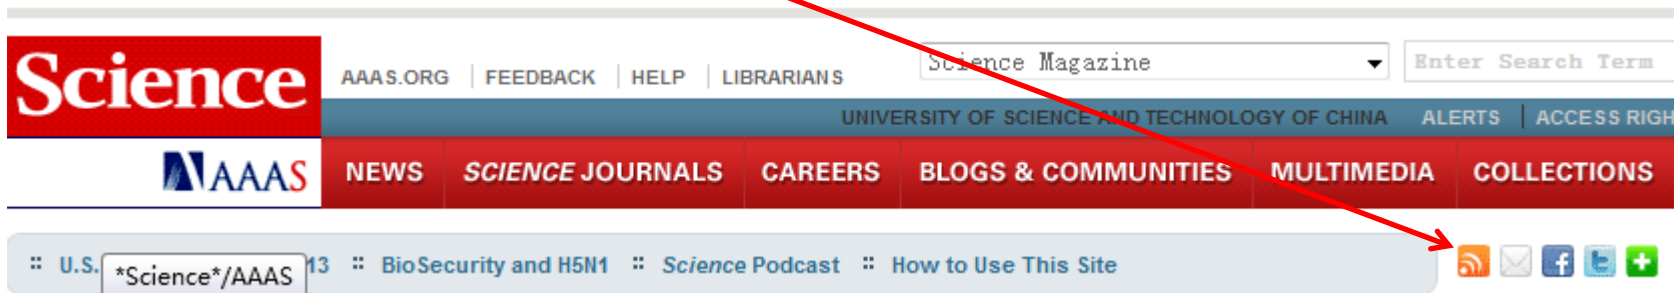 Science
AAAS.ORG FEEDBACK HELP LIBRARIANS
Science Magazine
Enter Search Term
UNIVERSITY OF SCIENCE AND TECHNOLOGY OF CHINA ALERTS ACCESS RIGH
AAAS
NEWS SCIENCE JOURNALS CAREERS BLOGS & COMMUNITIES MULTIMEDIA COLLECTIONS
:: U.S. 13 :: BioSecurity and H5N1 :: Science Podcast :: How to Use This Site
*Science*/AAAS